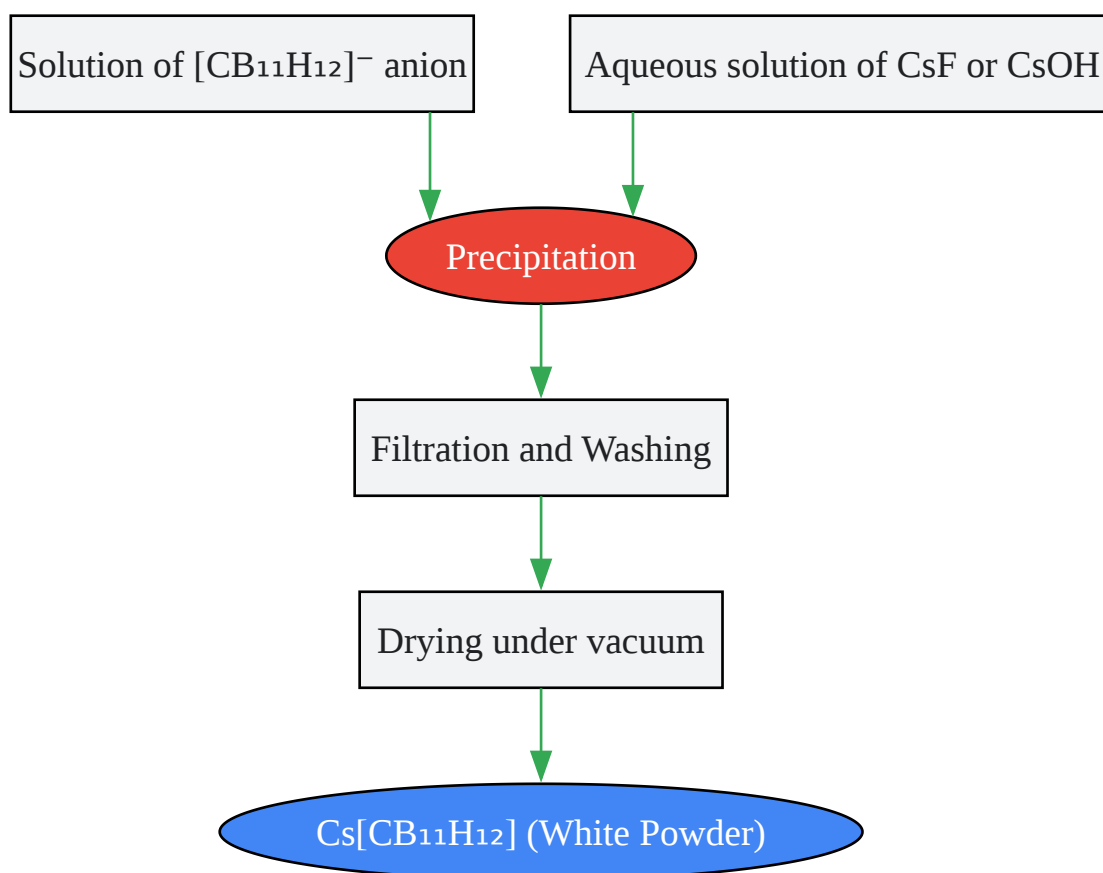 Solution of [CB₁₁H₁₂]⁻ anion
Aqueous solution of CsF or CsOH
Precipitation
Filtration and Washing
Drying under vacuum
Cs[CB₁₁H₁₂] (White Powder)